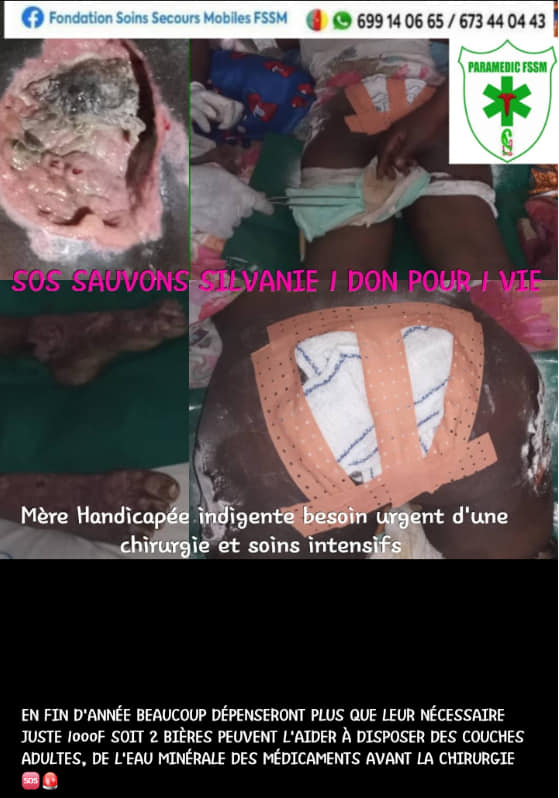 Fondation Soins Secours Mobiles FSSM
699 14 06 65 / 673 44 04 43
PARAMEDIC FSSM
SOS SAUVONS SILVANIE 1 DON POUR 1 VIE
Mère Handicapée indigente besoin urgent d'une
chirurgie et soins intensifs
EN FIN D'ANNÉE BEAUCOUP DÉPENSERONT PLUS QUE LEUR NÉCESSAIRE
JUSTE 1000F SOIT 2 BIÈRES PEUVENT L'AIDER À DISPOSER DES COUCHES
ADULTES, DE L'EAU MINÉRALE DES MÉDICAMENTS AVANT LA CHIRURGIE
🆘🚨